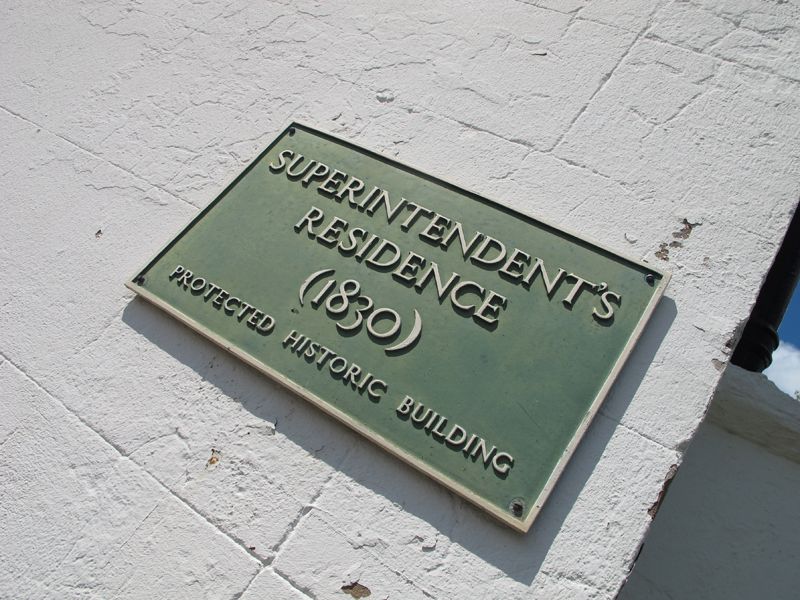 SUPERINTENDENT'S
RESIDENCE
(1830)
PROTECTED HISTORIC BUILDING